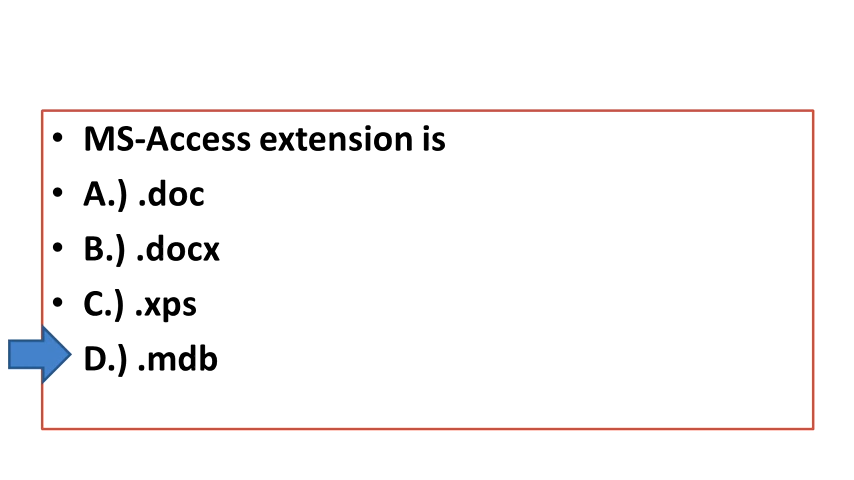 • MS-Access extension is
• A.) .doc
• B.) .docx
• C.) .xps
D.) .mdb